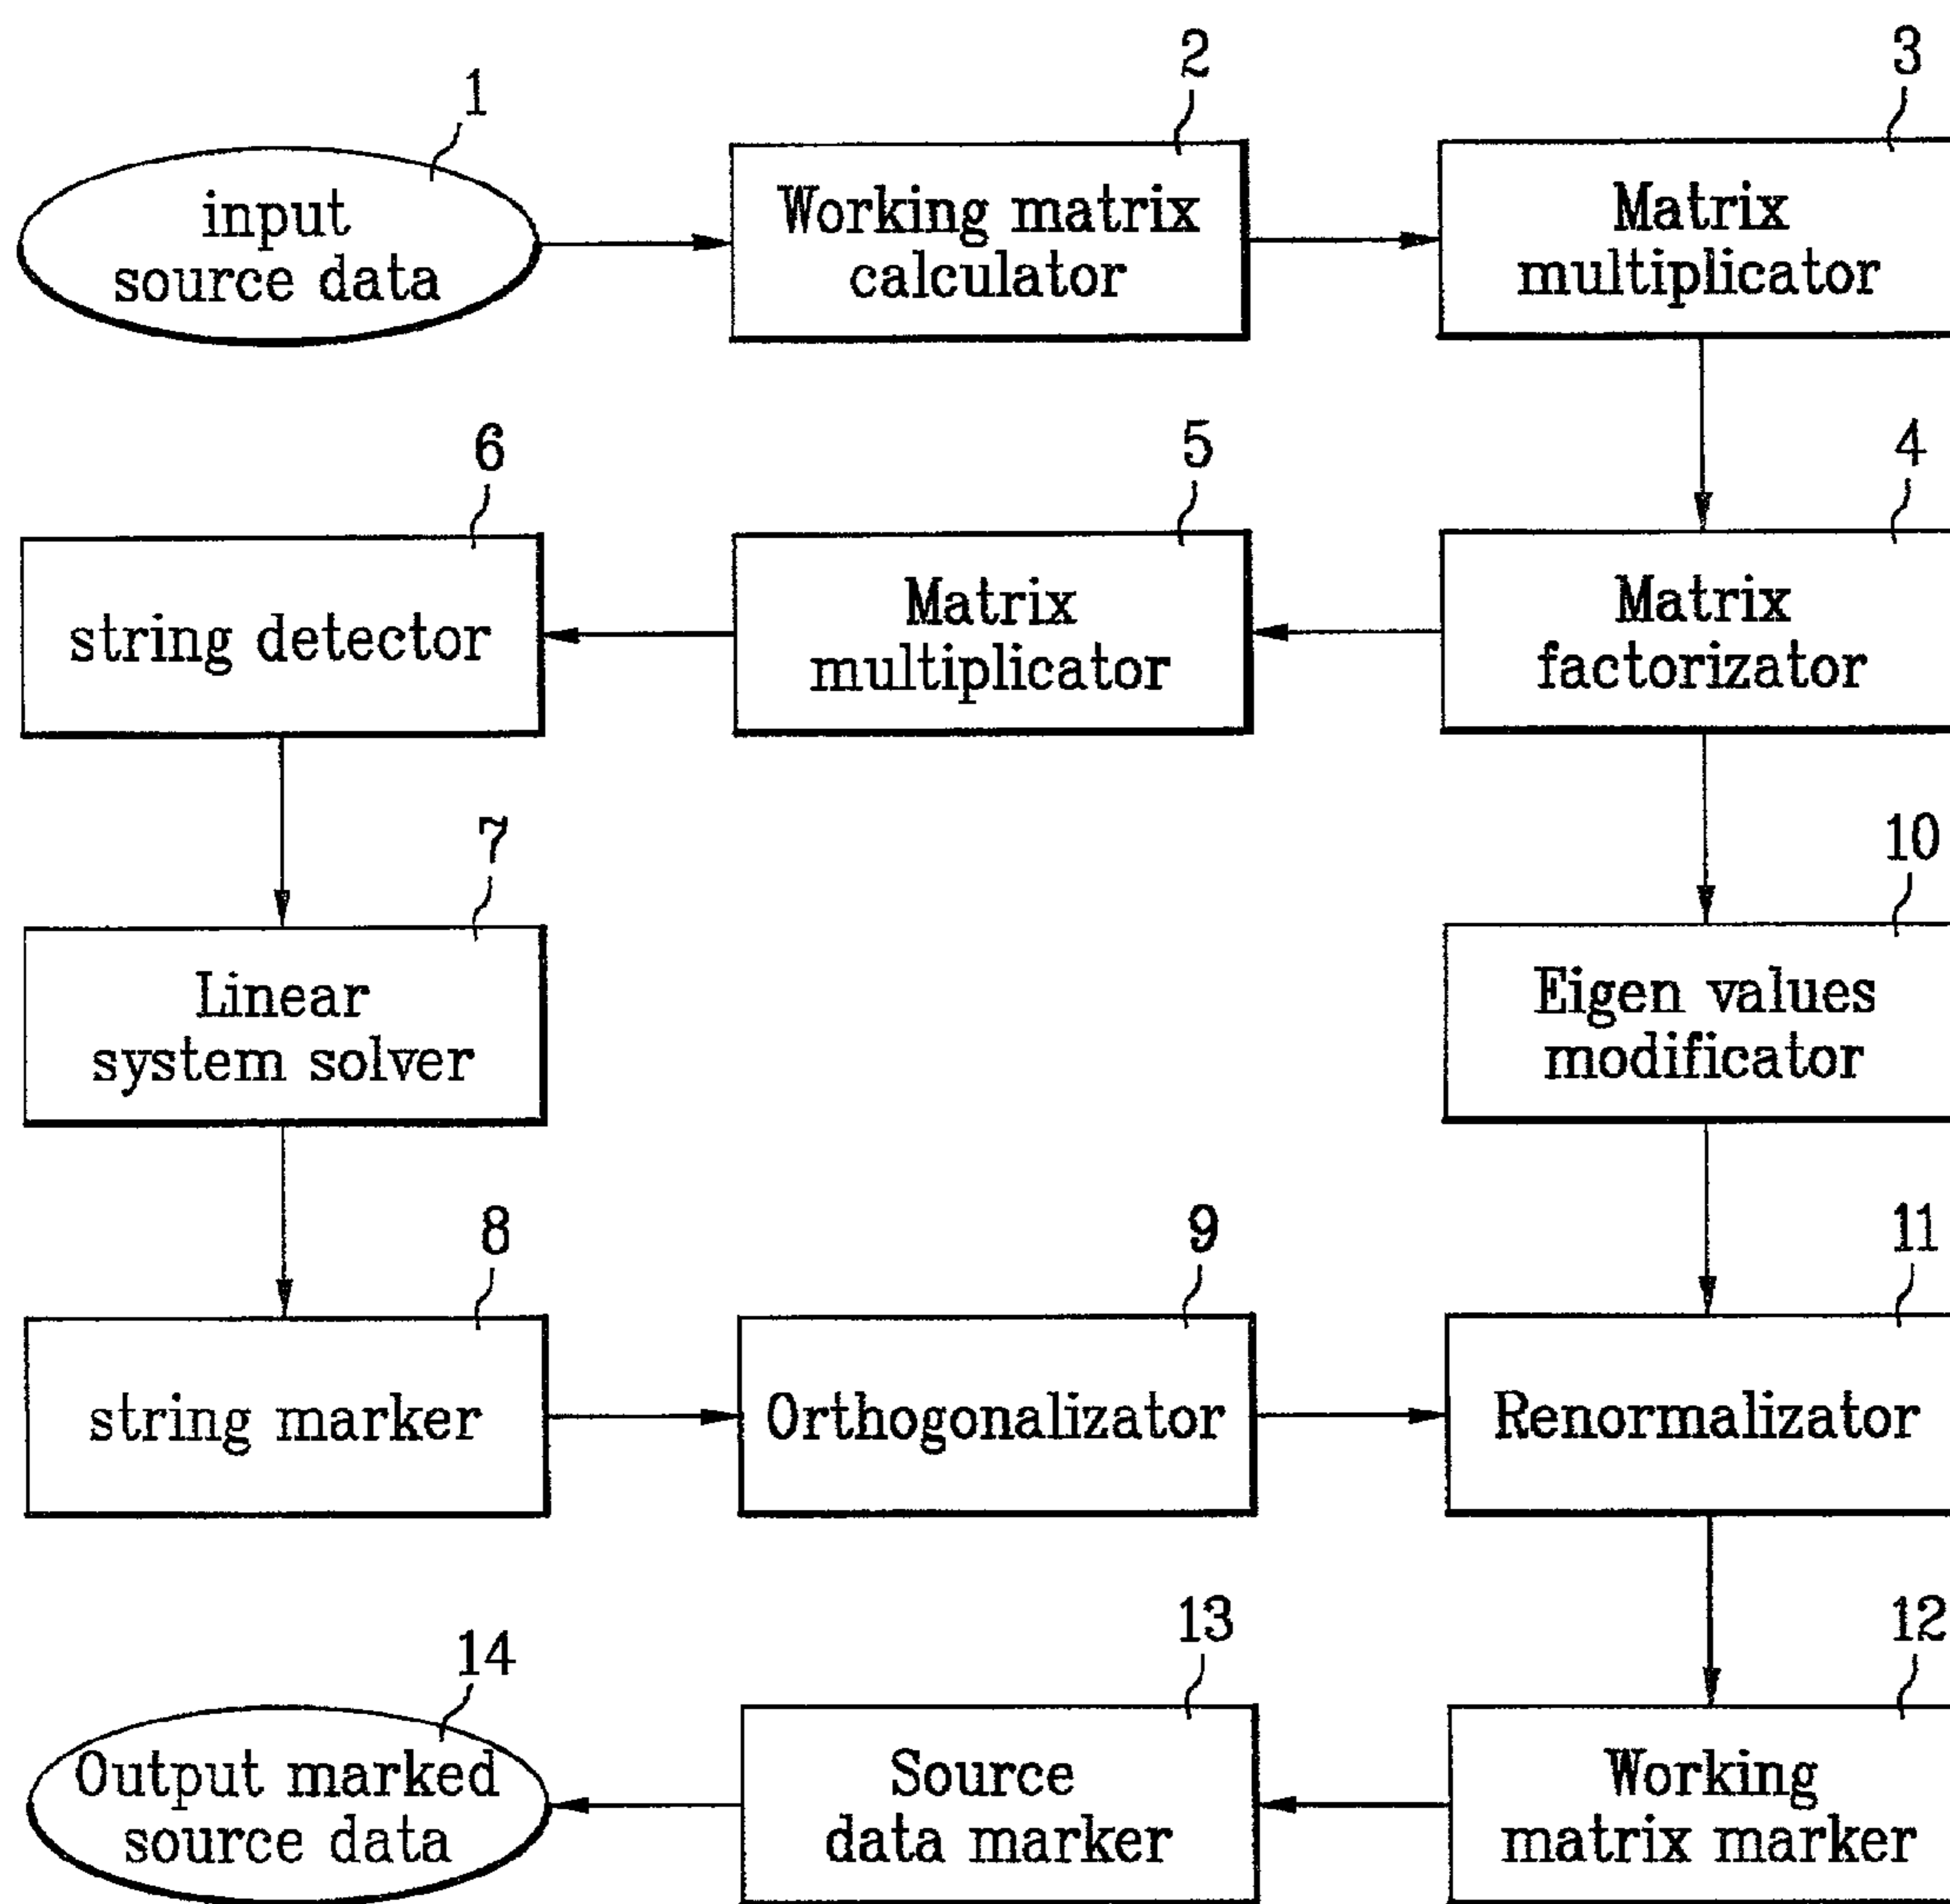 1
input
source data
2
Working matrix
calculator
3
Matrix
multiplicator
6
string detector
5
Matrix
multiplicator
4
Matrix
factorizator
7
Linear
system solver
10
Eigen values
modificator
8
string marker
9
Orthogonalizator
11
Renormalizator
14
Output marked
source data
13
Source
data marker
12
Working
matrix marker